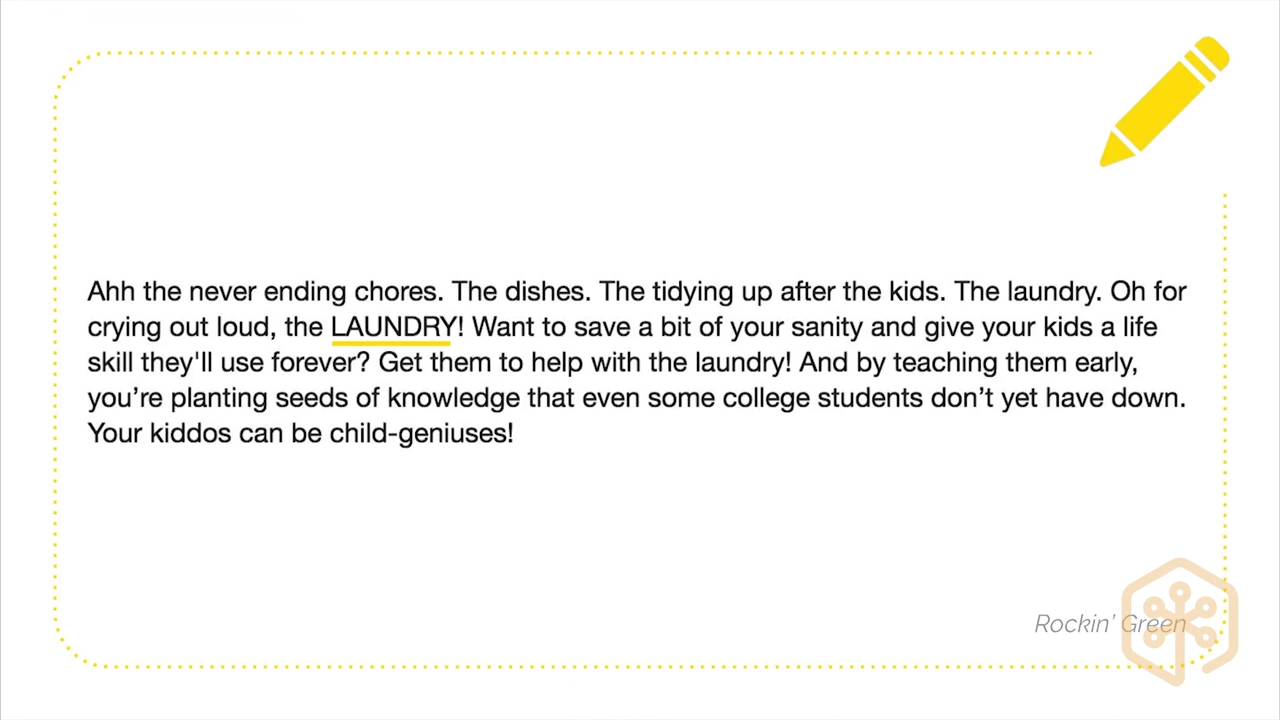 Ahh the never ending chores. The dishes. The tidying up after the kids. The laundry. Oh for
crying out loud, the LAUNDRY! Want to save a bit of your sanity and give your kids a life
skill they'll use forever? Get them to help with the laundry! And by teaching them early,
you’re planting seeds of knowledge that even some college students don’t yet have down.
Your kiddos can be child-geniuses!
Rockin’ Green